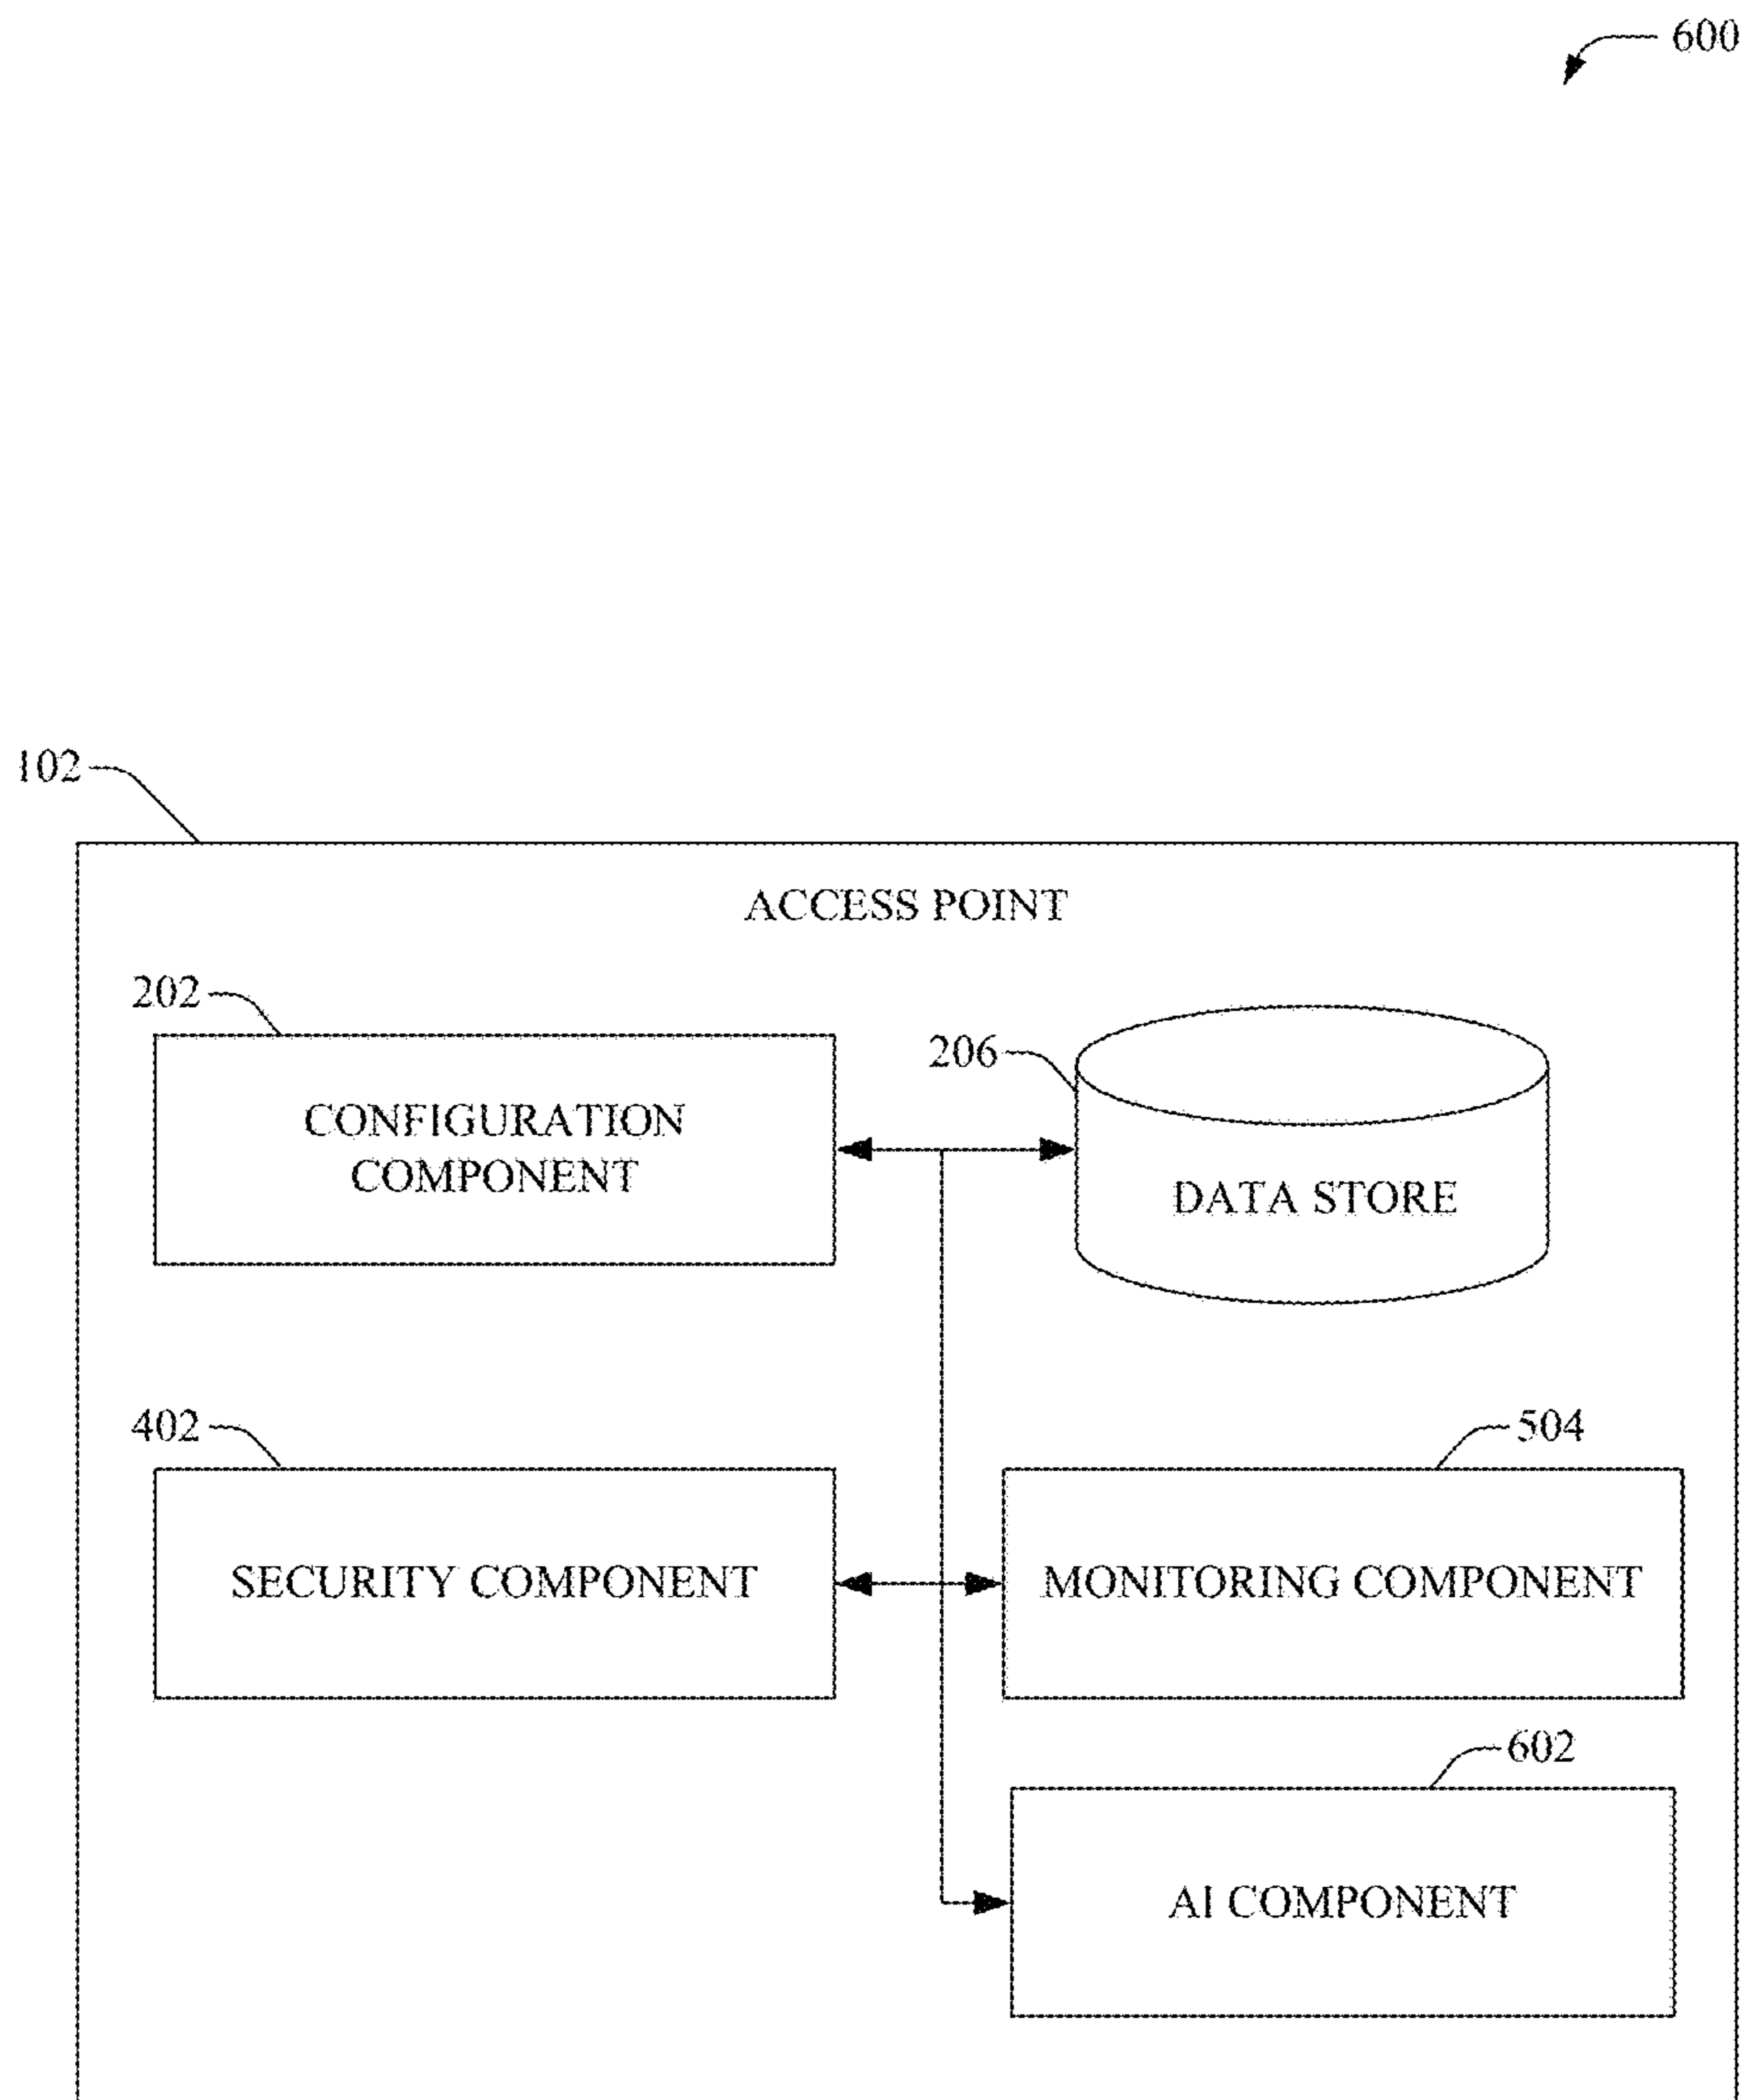 600
102
ACCESS POINT
202
206
CONFIGURATION
COMPONENT
DATA STORE
402
504
SECURITY COMPONENT
MONITORING COMPONENT
602
AI COMPONENT